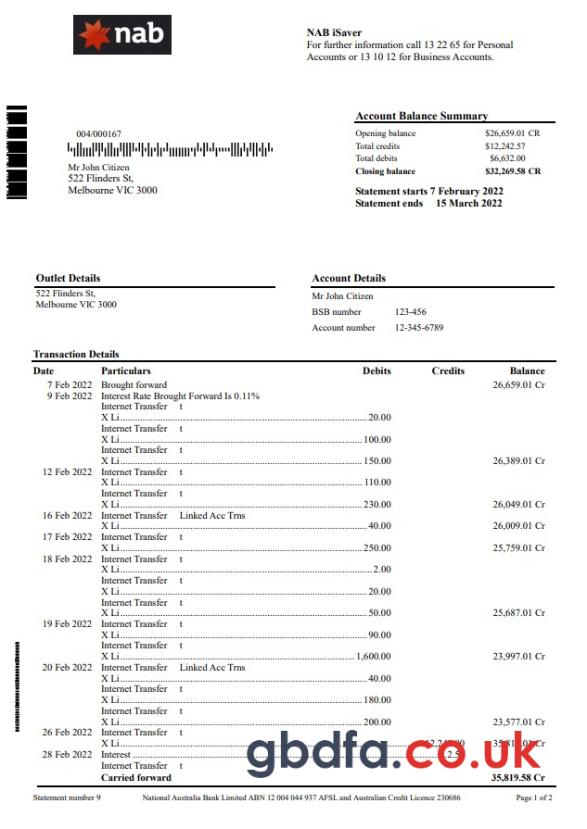 nab
NAB iSaver
For further information call 13 22 65 for Personal
Accounts or 13 10 12 for Business Accounts.
004/000167
Mr John Citizen
522 Flinders St,
Melbourne VIC 3000
Account Balance Summary
Opening balance $26,659.01 CR
Total credits $12,242.57
Total debits $6,632.00
Closing balance $32,269.58 CR
Statement starts 7 February 2022
Statement ends 15 March 2022
Outlet Details
522 Flinders St,
Melbourne VIC 3000
Account Details
Mr John Citizen
BSB number 123-456
Account number 12-345-6789
Transaction Details
Date Particulars Debits Credits Balance
7 Feb 2022 Brought forward 26,659.01 Cr
9 Feb 2022 Interest Rate Brought Forward Is 0.11%
Internet Transfer t
X Li 20.00
Internet Transfer t
X Li 100.00
Internet Transfer t
X Li 150.00 26,389.01 Cr
12 Feb 2022 Internet Transfer t
X Li 110.00
Internet Transfer t
X Li 230.00 26,049.01 Cr
16 Feb 2022 Internet Transfer Linked Acc Trns
X Li 40.00 26,009.01 Cr
17 Feb 2022 Internet Transfer t
X Li 250.00 25,759.01 Cr
18 Feb 2022 Internet Transfer t
X Li 2.00
Internet Transfer t
X Li 20.00
Internet Transfer t
X Li 50.00 25,687.01 Cr
19 Feb 2022 Internet Transfer t
X Li 90.00
Internet Transfer t
X Li 1,600.00 23,997.01 Cr
20 Feb 2022 Internet Transfer Linked Acc Trns
X Li 40.00
Internet Transfer t
X Li 180.00
Internet Transfer t
X Li 200.00 23,577.01 Cr
26 Feb 2022 Internet Transfer t
X Li
28 Feb 2022 Interest
Internet Transfer t
Carried forward 35,819.58 Cr
gbdfa.co.uk
Statement number 9 National Australia Bank Limited ABN 12 004 044 937 AFSL and Australian Credit Licence 230686 Page 1 of 2